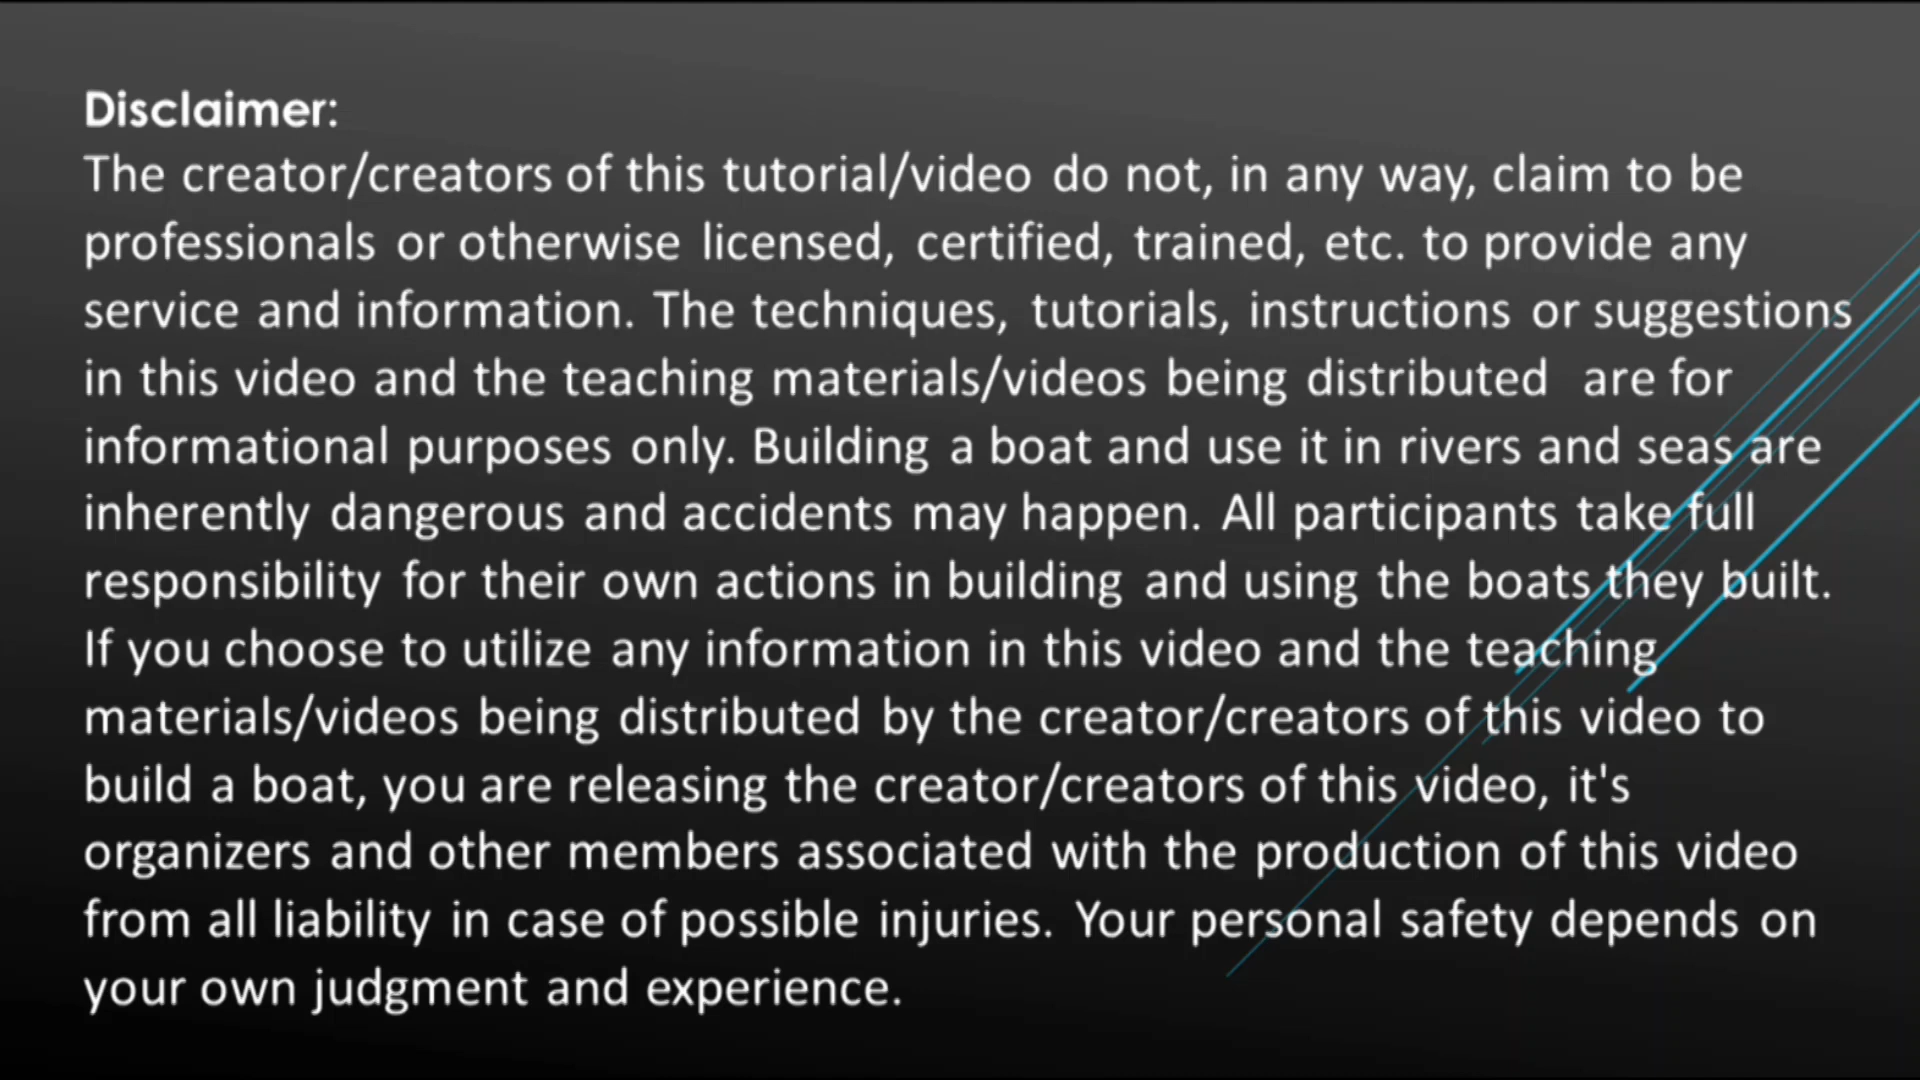 Disclaimer:
The creator/creators of this tutorial/video do not, in any way, claim to be
professionals or otherwise licensed, certified, trained, etc. to provide any
service and information. The techniques, tutorials, instructions or suggestions
in this video and the teaching materials/videos being distributed are for
informational purposes only. Building a boat and use it in rivers and seas are
inherently dangerous and accidents may happen. All participants take full
responsibility for their own actions in building and using the boats they built.
If you choose to utilize any information in this video and the teaching
materials/videos being distributed by the creator/creators of this video to
build a boat, you are releasing the creator/creators of this video, it's
organizers and other members associated with the production of this video
from all liability in case of possible injuries. Your personal safety depends on
your own judgment and experience.